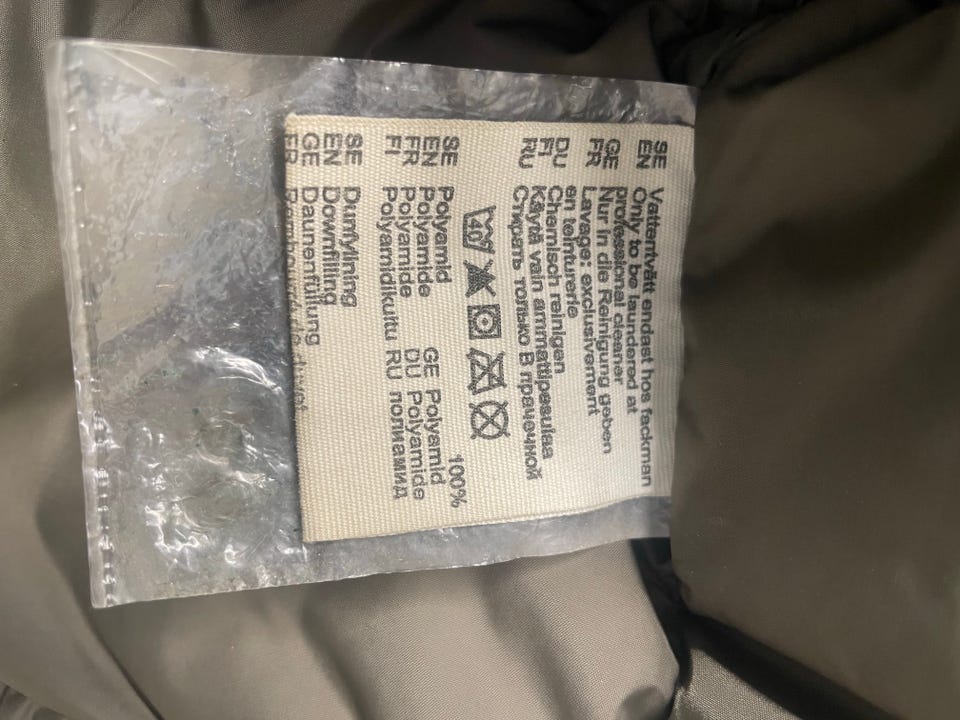 SE Vattentvätt endast hos fackman
EN Only to be laundered at
professional cleaner
GE Nur in die Reinigung geben
FR Lavage: exclusivement
en teinturerie
DU Chemisch reinigen
FI Käytä vain ammattipesulaa
RU Стирать только В прачечной
40
100%
SE Polyamid GE Polyamid
EN Polyamide DU Polyamide
FR Polyamide RU полиамид
FI Polyamidikuitu
SE Dunfyllning
EN Downfilling
GE Daunenfüllung
FR